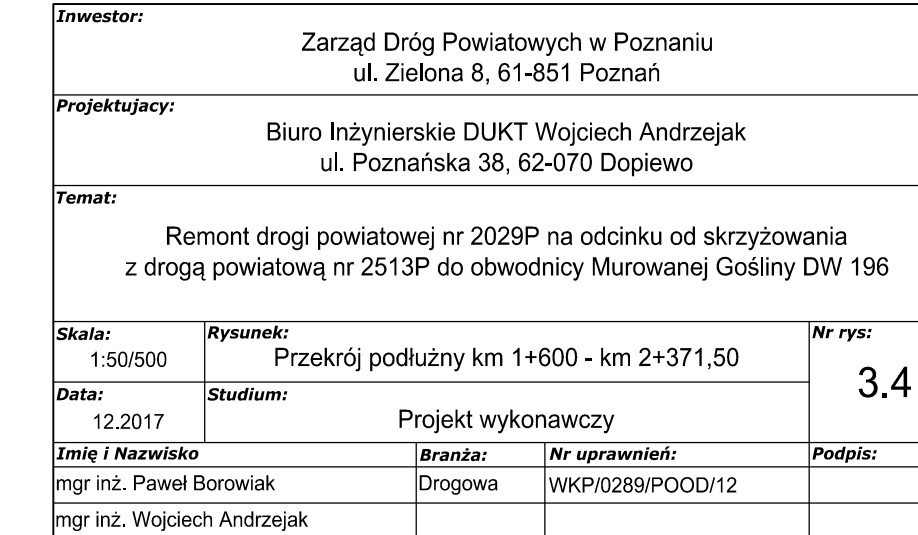 Inwestor:
Zarząd Dróg Powiatowych w Poznaniu
ul. Zielona 8, 61-851 Poznań
Projektujacy:
Biuro Inżynierskie DUKT Wojciech Andrzejak
ul. Poznańska 38, 62-070 Dopiewo
Temat:
Remont drogi powiatowej nr 2029P na odcinku od skrzyżowania
z drogą powiatową nr 2513P do obwodnicy Murowanej Gośliny DW 196
Skala:
1:50/500
Rysunek:
Przekrój podłużny km 1+600 - km 2+371,50
Nr rys:
3.4
Data:
12.2017
Studium:
Projekt wykonawczy
Imię i Nazwisko Branża: Nr uprawnień: Podpis:
mgr inż. Paweł Borowiak Drogowa WKP/0289/POOD/12
mgr inż. Wojciech Andrzejak